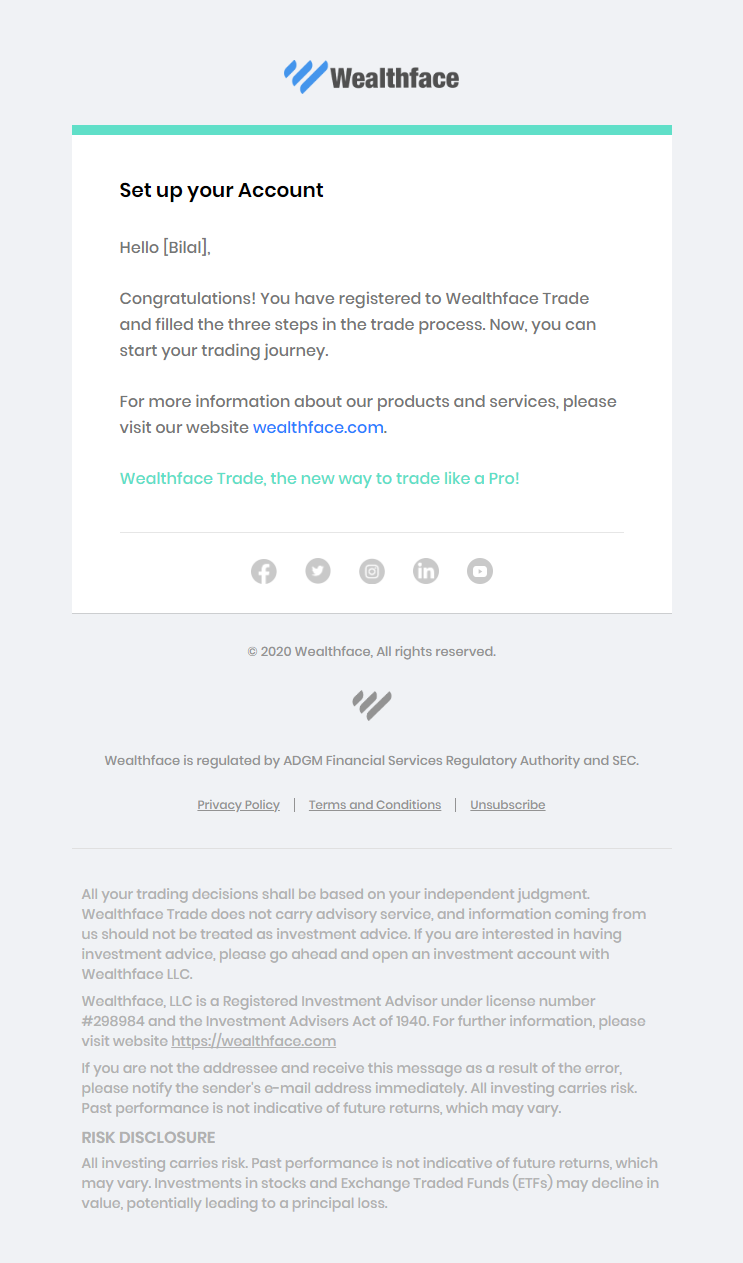 Wealthface
Set up your Account
Hello [Bilal],
Congratulations! You have registered to Wealthface Trade
and filled the three steps in the trade process. Now, you can
start your trading journey.
For more information about our products and services, please
visit our website wealthface.com.
Wealthface Trade, the new way to trade like a Pro!
© 2020 Wealthface, All rights reserved.
Wealthface is regulated by ADGM Financial Services Regulatory Authority and SEC.
Privacy Policy | Terms and Conditions | Unsubscribe
All your trading decisions shall be based on your independent judgment.
Wealthface Trade does not carry advisory service, and information coming from
us should not be treated as investment advice. If you are interested in having
investment advice, please go ahead and open an investment account with
Wealthface LLC.
Wealthface, LLC is a Registered Investment Advisor under license number
#298984 and the Investment Advisers Act of 1940. For further information, please
visit website https://wealthface.com
If you are not the addressee and receive this message as a result of the error,
please notify the sender's e-mail address immediately. All investing carries risk.
Past performance is not indicative of future returns, which may vary.
RISK DISCLOSURE
All investing carries risk. Past performance is not indicative of future returns, which
may vary. Investments in stocks and Exchange Traded Funds (ETFs) may decline in
value, potentially leading to a principal loss.